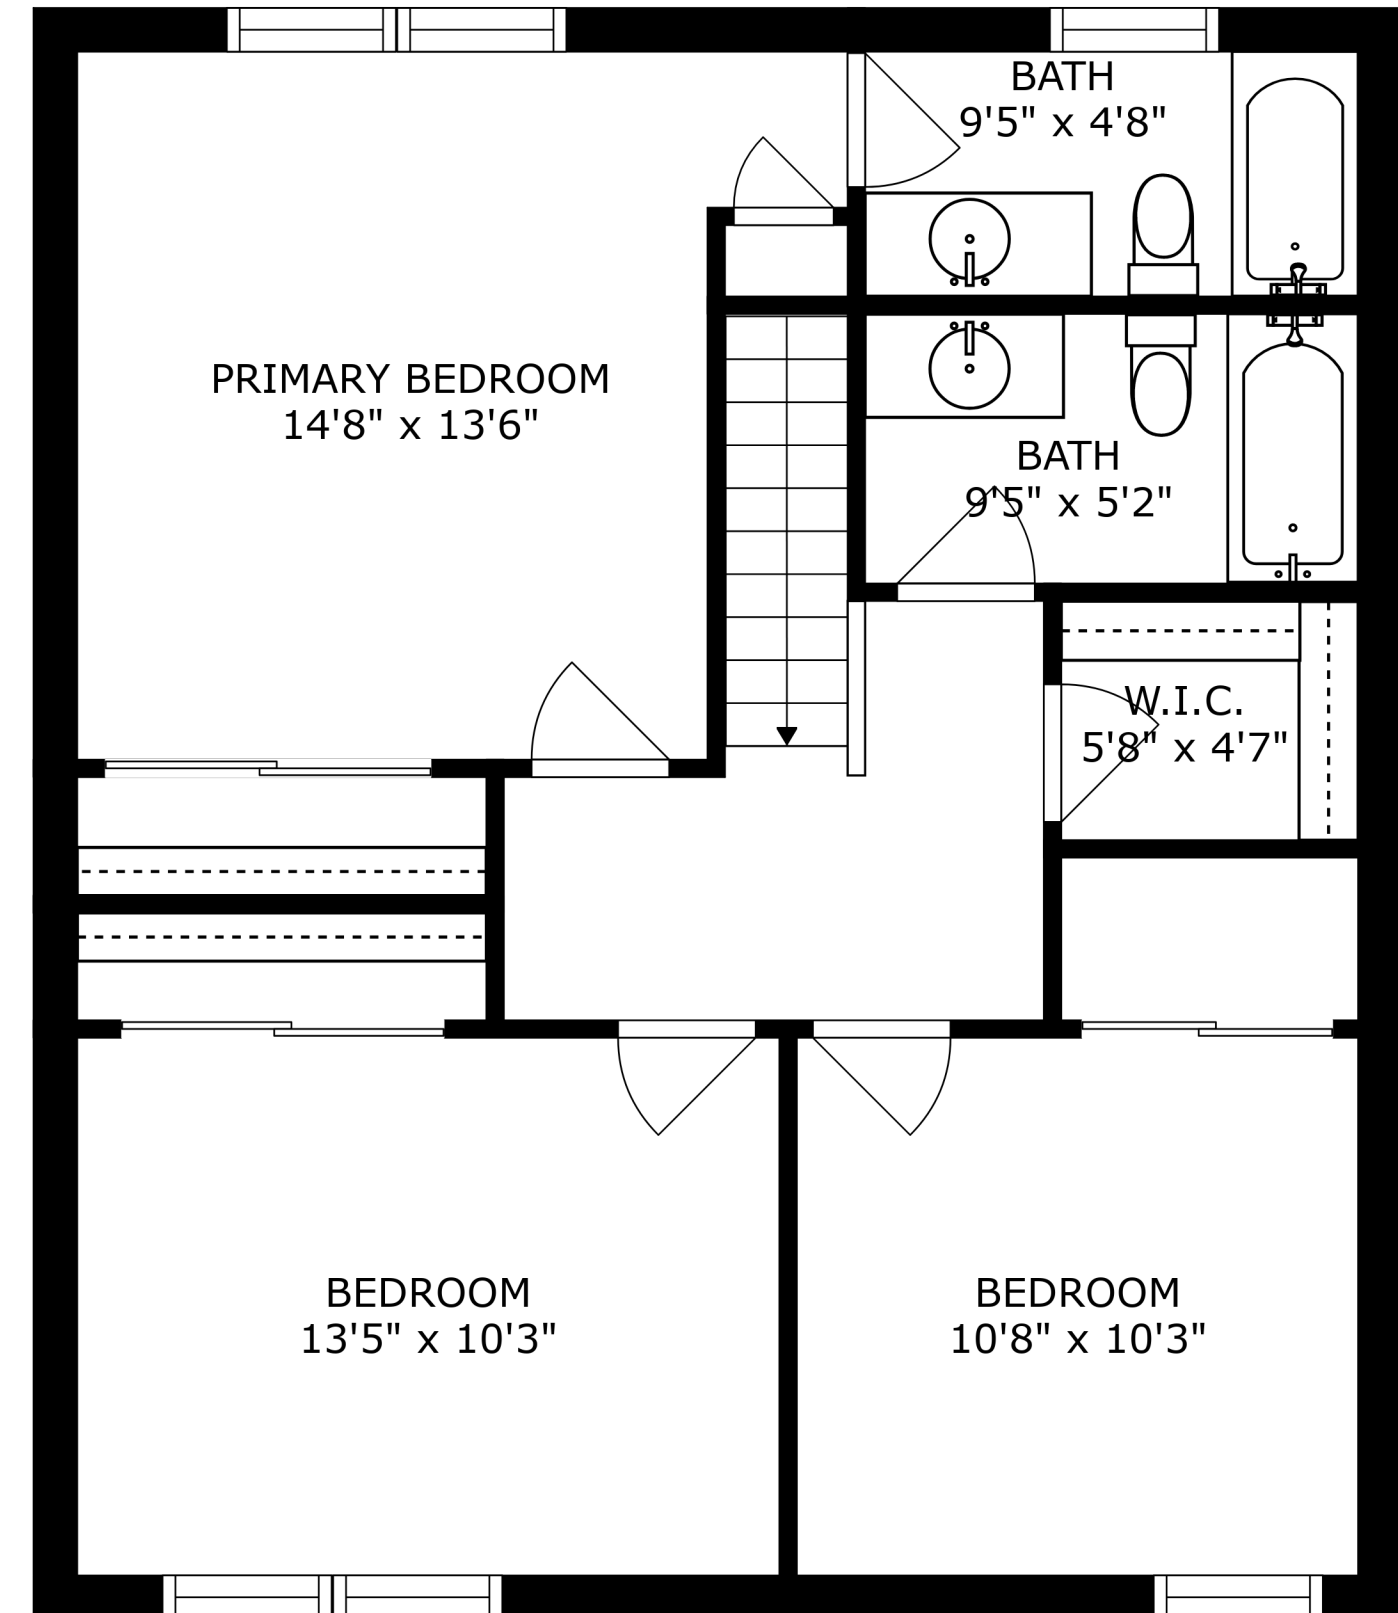 BATH
9'5" x 4'8"
PRIMARY BEDROOM
14'8" x 13'6"
BATH
9'5" x 5'2"
W.I.C.
5'8" x 4'7"
BEDROOM
13'5" x 10'3"
BEDROOM
10'8" x 10'3"